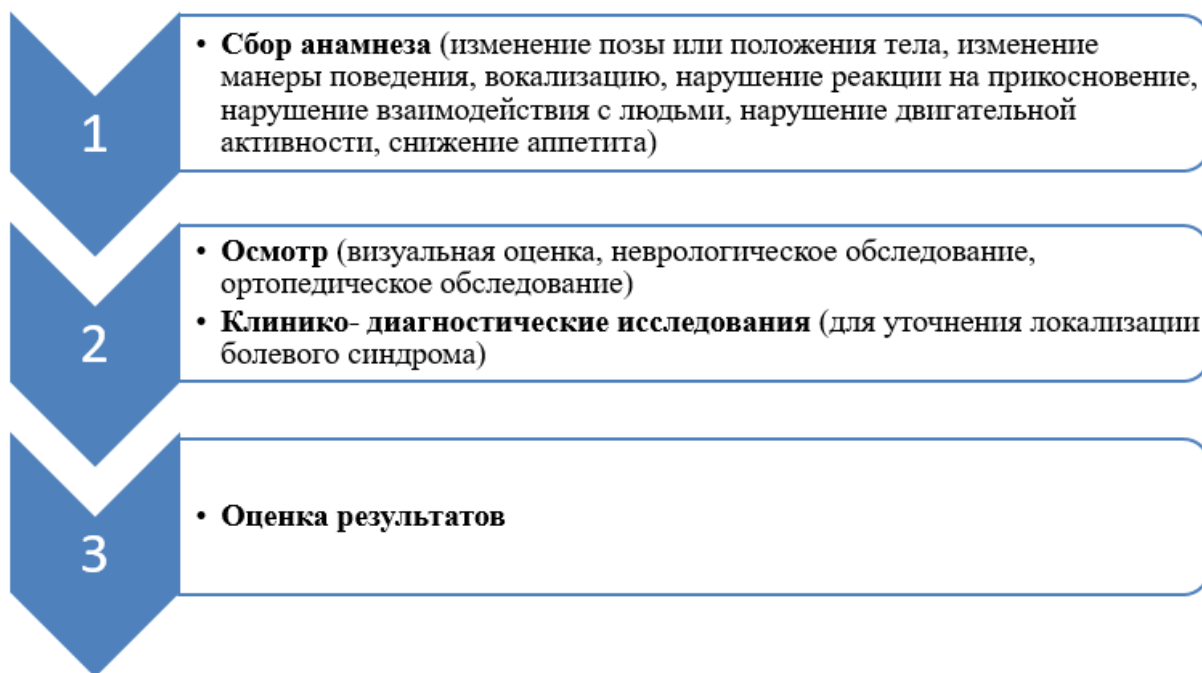 1
• Сбор анамнеза (изменение позы или положения тела, изменение
манеры поведения, вокализацию, нарушение реакции на прикосновение,
нарушение взаимодействия с людьми, нарушение двигательной
активности, снижение аппетита)
2
• Осмотр (визуальная оценка, неврологическое обследование,
ортопедическое обследование)
• Клинико- диагностические исследования (для уточнения локализации
болевого синдрома)
3
• Оценка результатов